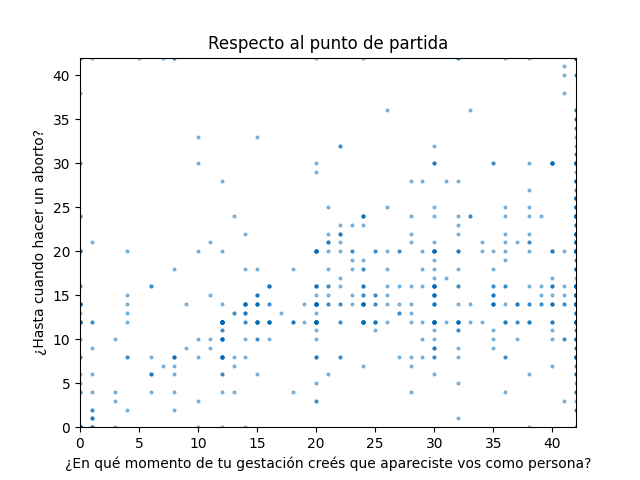 Respecto al punto de partida
¿Hasta cuando hacer un aborto?
40
35
30
25
20
15
10
5
0
0 5 10 15 20 25 30 35 40
¿En qué momento de tu gestación creés que apareciste vos como persona?